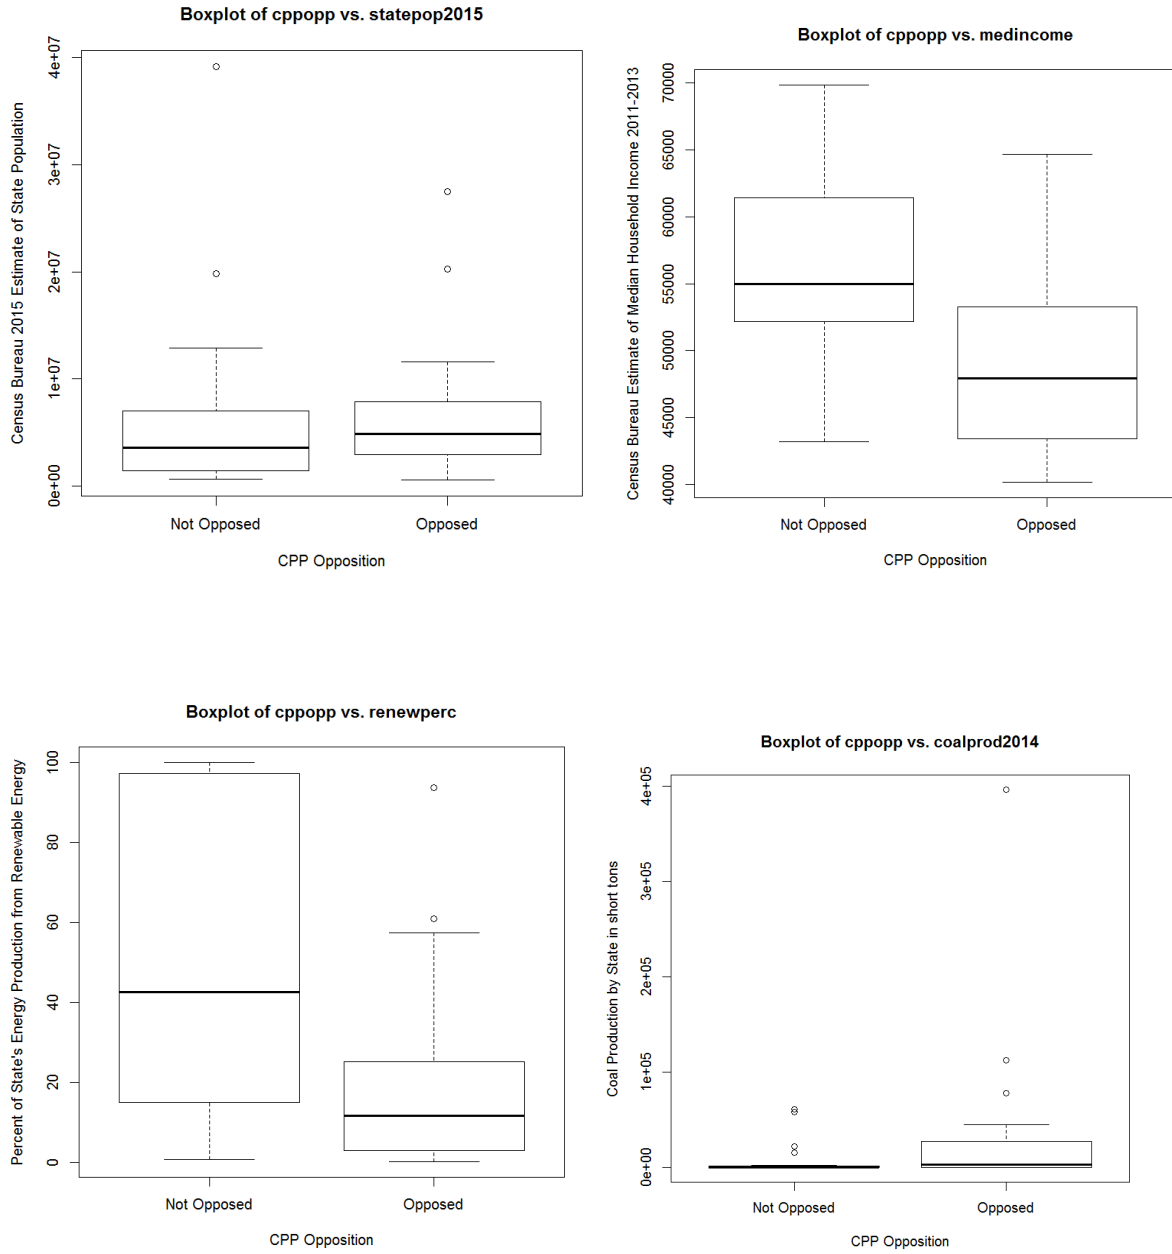 Boxplot of cppopp vs. statepop2015
Census Bureau 2015 Estimate of State Population
4e+07
3e+07
2e+07
1e+07
0e+00
Not Opposed
Opposed
CPP Opposition
Boxplot of cppopp vs. medincome
Census Bureau Estimate of Median Household Income 2011-2013
70000
65000
60000
55000
50000
45000
40000
Not Opposed
Opposed
CPP Opposition
Boxplot of cppopp vs. renewperc
Percent of State's Energy Production from Renewable Energy
100
80
60
40
20
0
Not Opposed
Opposed
CPP Opposition
Boxplot of cppopp vs. coalprod2014
Coal Production by State in short tons
4e+05
3e+05
2e+05
1e+05
0e+00
Not Opposed
Opposed
CPP Opposition